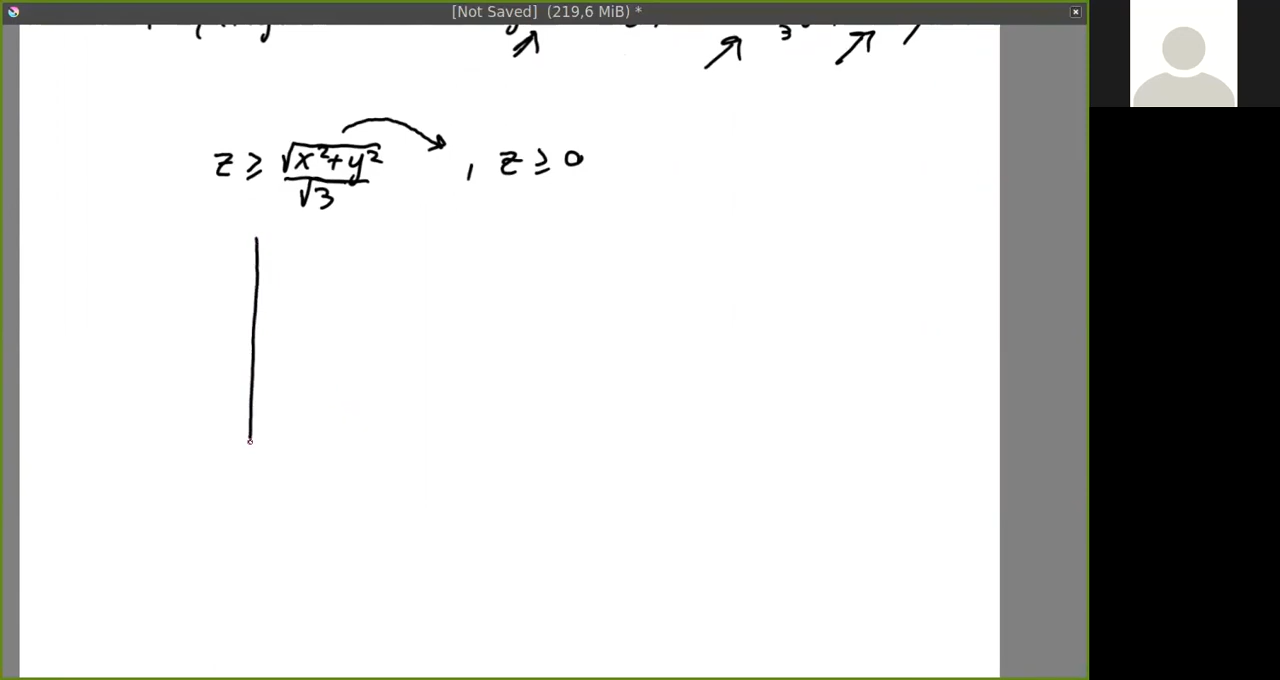 [Not Saved] (219,6 MiB) *
z ≥ √(x²+y²)/√3 , z ≥ 0